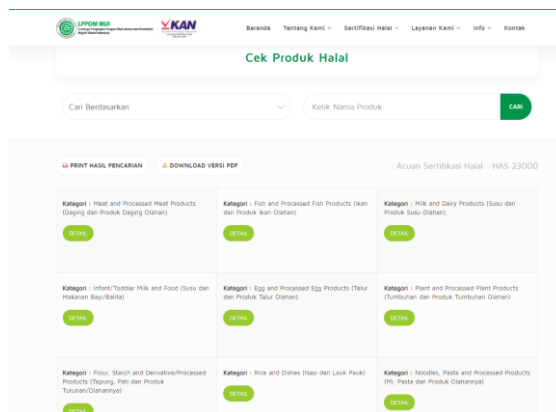 LPPOM MUI
KAN
Beranda
Tentang Kami
Sertifikasi Halal
Layanan Kami
Info
Kontak
Cek Produk Halal
Cari Berdasarkan
Ketik Nama Produk
CARI
PRINT HASIL PENCARIAN
DOWNLOAD VERSI PDF
Acuan Sertifikasi Halal : HAS 23000
Kategori : Meat and Processed Meat Products
(Daging dan Produk Daging Olahan)
DETAIL
Kategori : Fish and Processed Fish Products (Ikan
dan Produk Ikan Olahan)
DETAIL
Kategori : Milk and Dairy Products (Susu dan
Produk Susu Olahan)
DETAIL
Kategori : Infant/Toddler Milk and Food (Susu dan
Makanan Bayi/Balita)
DETAIL
Kategori : Egg and Processed Egg Products (Telur
dan Produk Telur Olahan)
DETAIL
Kategori : Plant and Processed Plant Products
(Tumbuhan dan Produk Tumbuhan Olahan)
DETAIL
Kategori : Flour, Starch and Derivative/Processed
Products (Tepung, Pati dan Produk
Turunan/Olahannya)
DETAIL
Kategori : Rice and Dishes (Nasi dan Lauk Pauk)
DETAIL
Kategori : Noodles, Pasta and Processed Products
(Mi, Pasta dan Produk Olahannya)
DETAIL